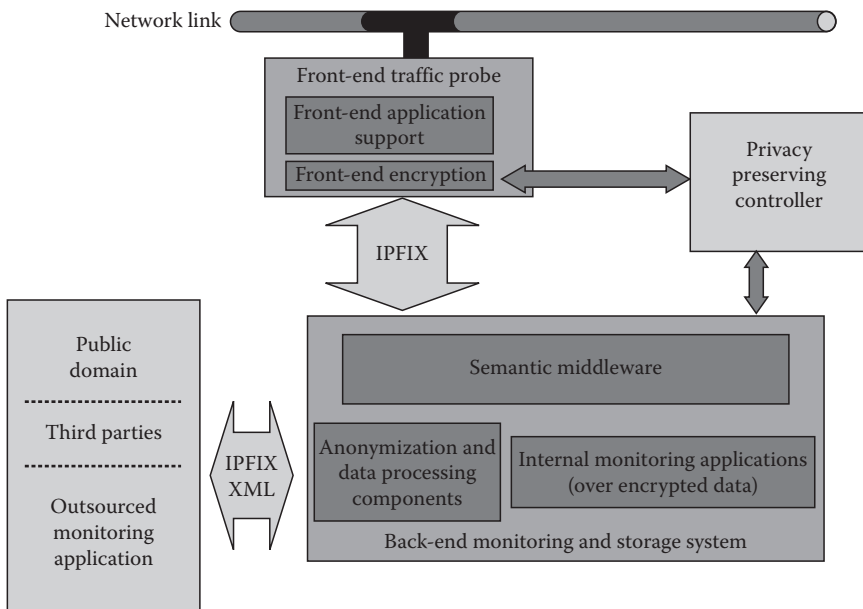 Network link
Front-end traffic probe
Front-end application
support
Front-end encryption
Privacy
preserving
controller
IPFIX
Public
domain
Third parties
Outsourced
monitoring
application
IPFIX
XML
Semantic middleware
Anonymization and
data processing
components
Internal monitoring applications
(over encrypted data)
Back-end monitoring and storage system